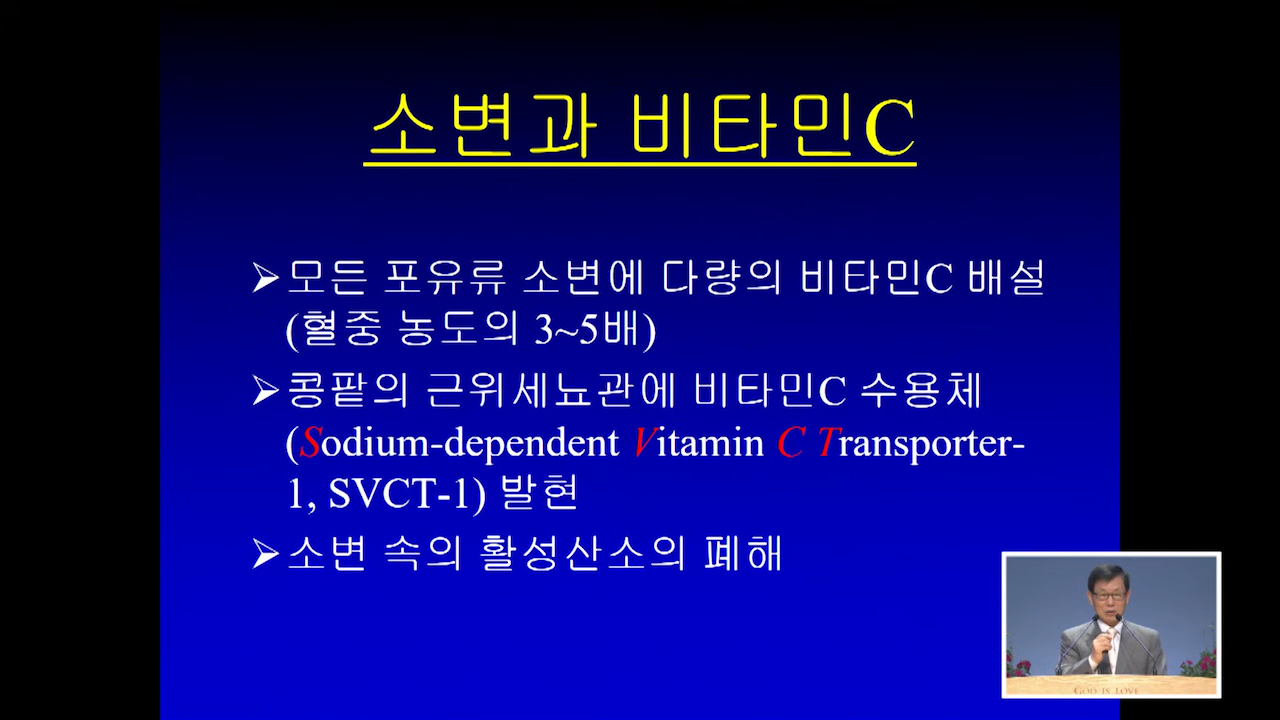 소변과 비타민C
➢모든 포유류 소변에 다량의 비타민C 배설
(혈중 농도의 3~5배)
➢콩팥의 근위세뇨관에 비타민C 수용체
(Sodium-dependent Vitamin C Transporter-
1, SVCT-1) 발현
➢소변 속의 활성산소의 폐해
GOD IS LOVE